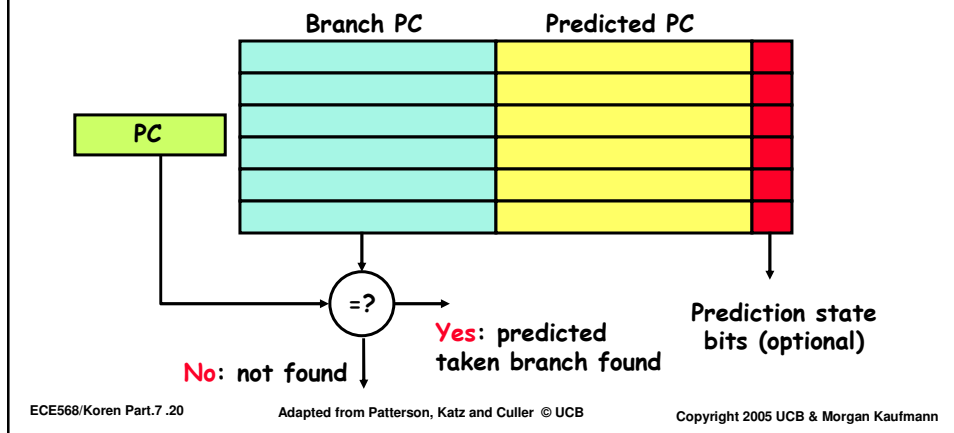 Branch PC Predicted PC
PC
=?
Yes: predicted
taken branch found
No: not found
Prediction state
bits (optional)
ECE568/Koren Part.7 .20 Adapted from Patterson, Katz and Culler © UCB Copyright 2005 UCB & Morgan Kaufmann